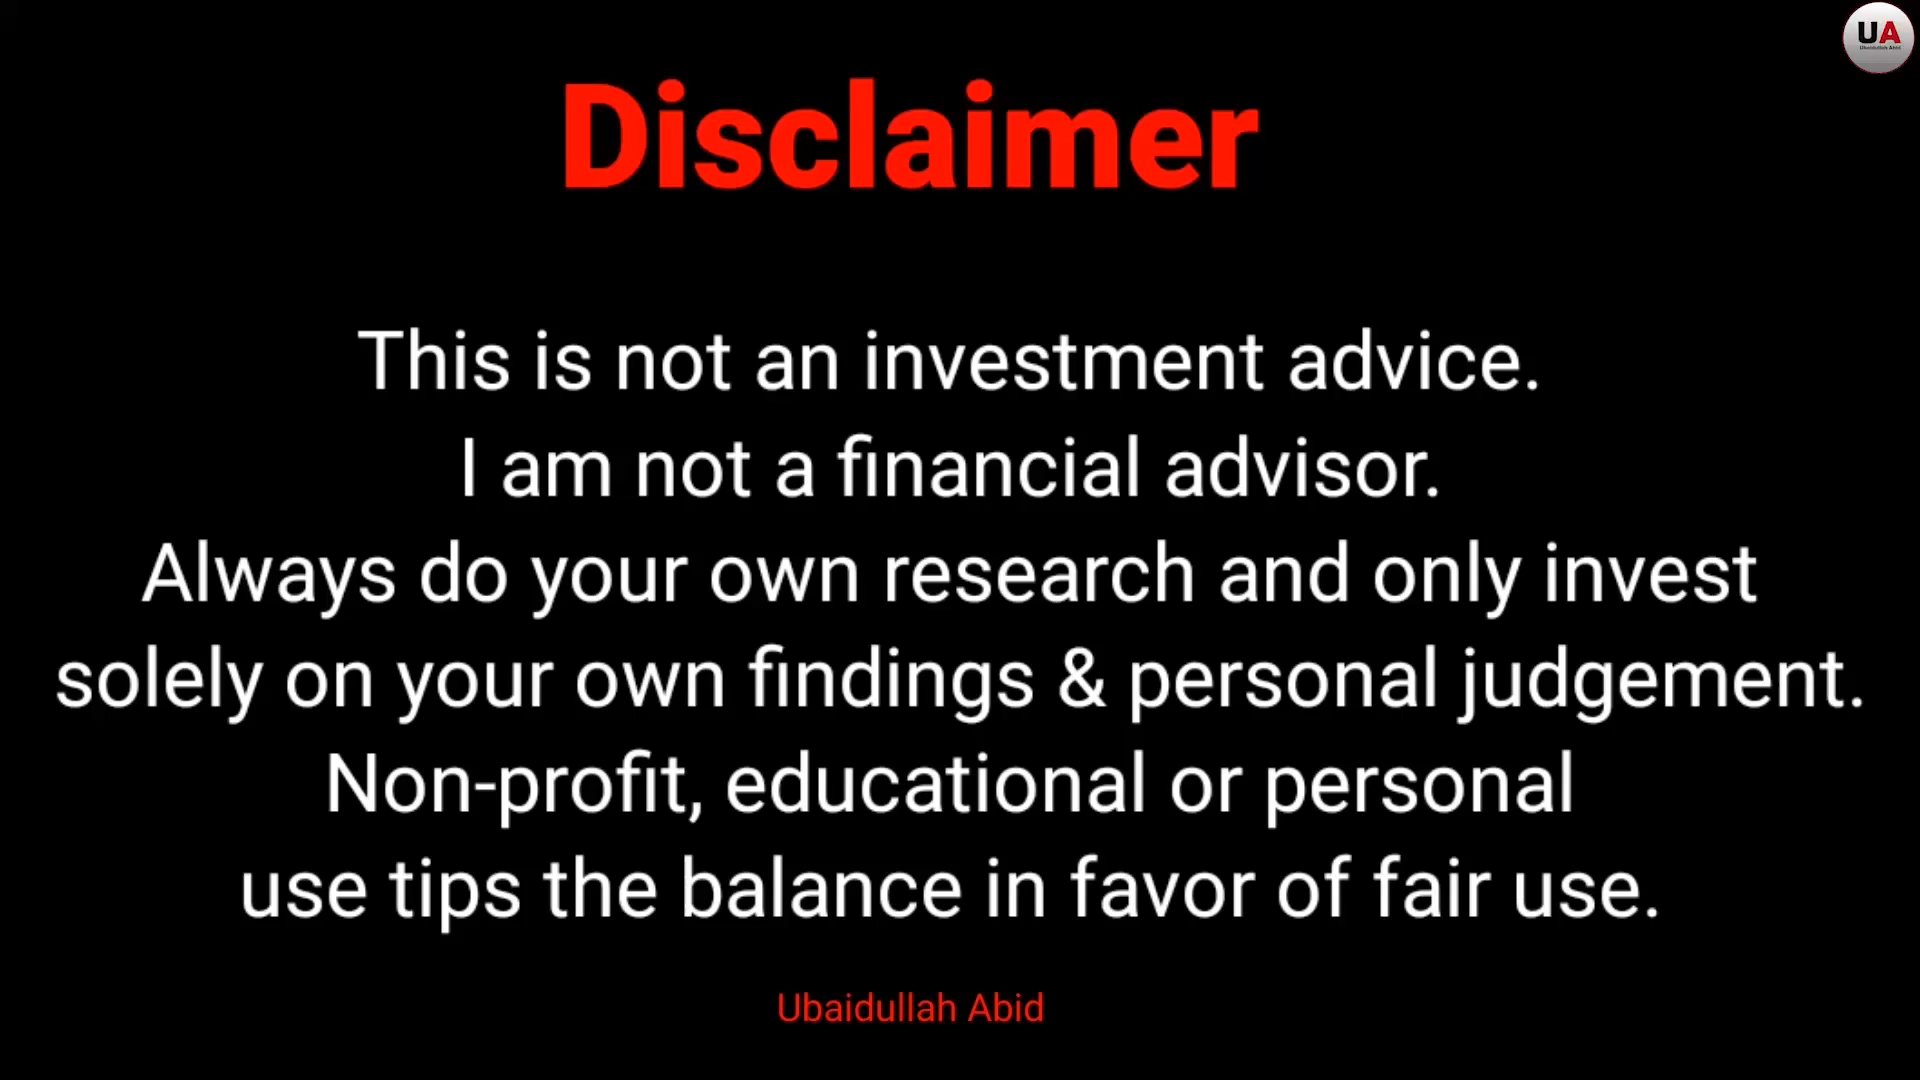 UA
Ubaidullah Abid
Disclaimer
This is not an investment advice.
I am not a financial advisor.
Always do your own research and only invest
solely on your own findings & personal judgement.
Non-profit, educational or personal
use tips the balance in favor of fair use.
Ubaidullah Abid